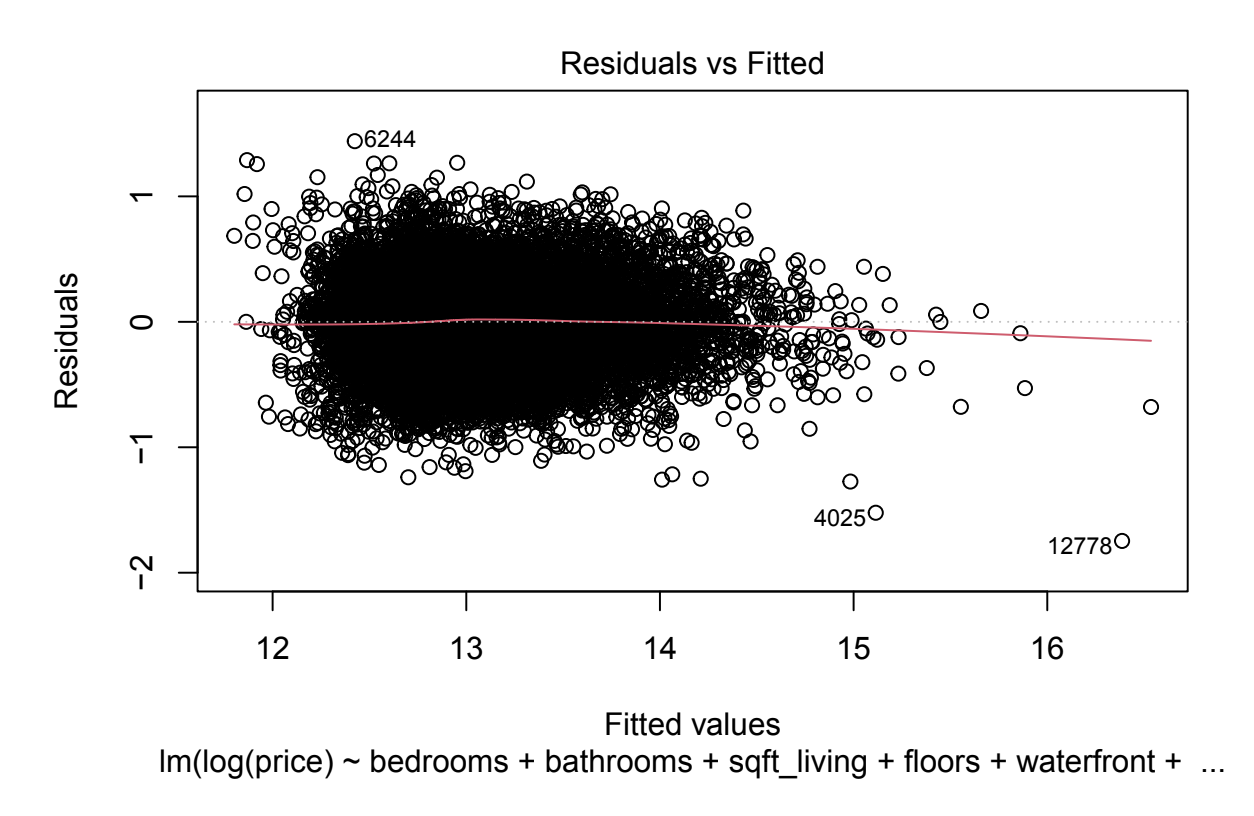 Residuals vs Fitted
6244
4025
12778
1
0
−1
−2
Residuals
12 13 14 15 16
Fitted values
lm(log(price) ~ bedrooms + bathrooms + sqft_living + floors + waterfront + ...